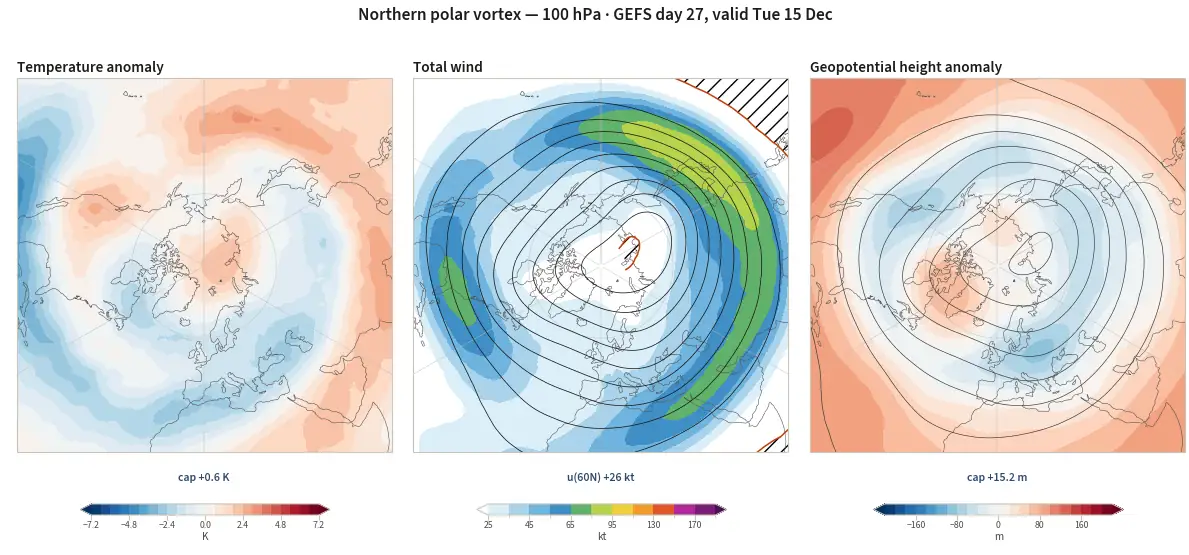 Northern polar vortex — 100 hPa · GEFS day 27, valid Tue 15 Dec
Temperature anomaly
Total wind
Geopotential height anomaly
cap +0.6 K
u(60N) +26 kt
cap +15.2 m
−7.2 −4.8 −2.4 0.0 2.4 4.8 7.2
K
25 45 65 95 130 170
kt
−160 −80 0 80 160
m